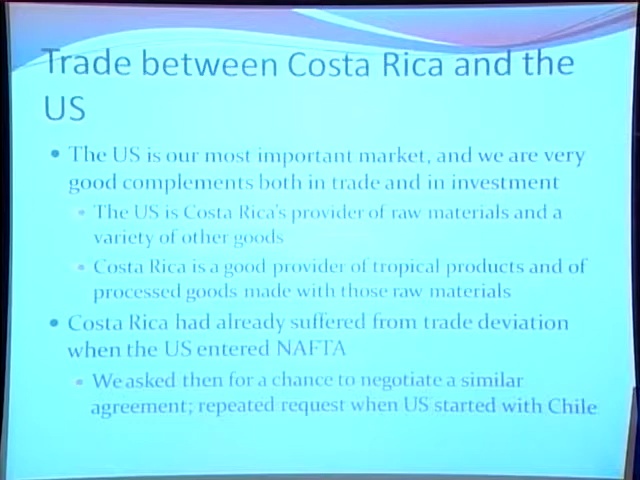 Trade between Costa Rica and the
US
• The US is our most important market, and we are very
good complements both in trade and in investment
• The US is Costa Rica's provider of raw materials and a
variety of other goods
• Costa Rica is a good provider of tropical products and of
processed goods made with those raw materials
• Costa Rica had already suffered from trade deviation
when the US entered NAFTA
• We asked then for a chance to negotiate a similar
agreement; repeated request when US started with Chile